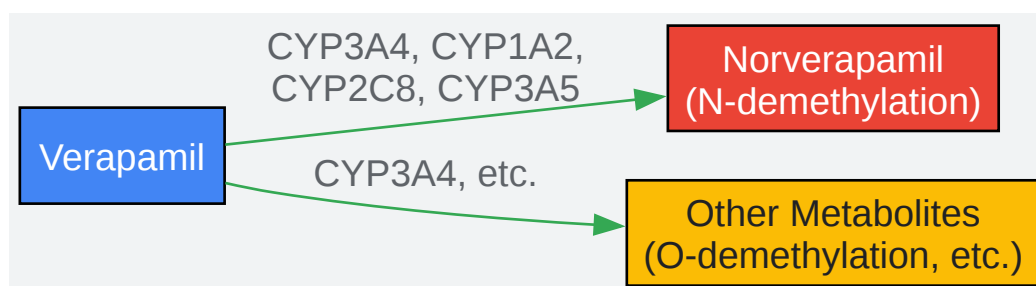 CYP3A4, CYP1A2,
CYP2C8, CYP3A5
Norverapamil
(N-demethylation)
Verapamil
CYP3A4, etc.
Other Metabolites
(O-demethylation, etc.)